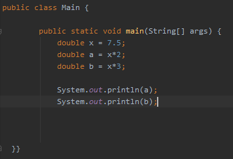 public class Main {
public static void main(String[] args) {
double x = 7.5;
double a = x*2;
double b = x*3;
System.out.println(a);
System.out.println(b);
}}